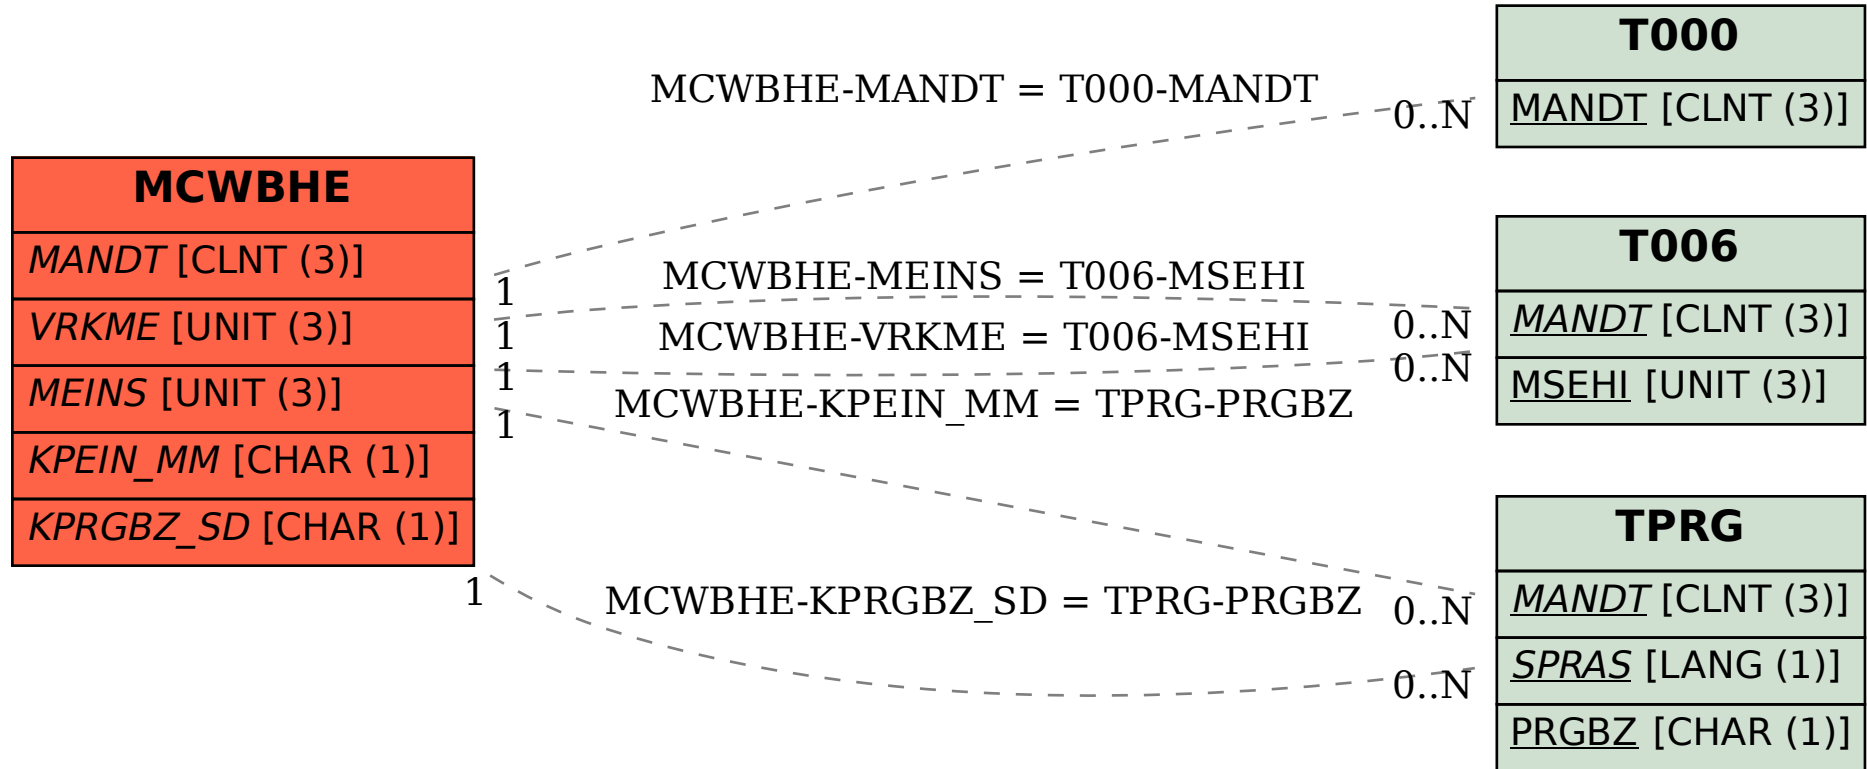 MCWBHE
MANDT [CLNT (3)]
VRKME [UNIT (3)]
MEINS [UNIT (3)]
KPEIN_MM [CHAR (1)]
KPRGBZ_SD [CHAR (1)]
MCWBHE-MANDT = T000-MANDT
1
0..N
MCWBHE-MEINS = T006-MSEHI
1
0..N
MCWBHE-VRKME = T006-MSEHI
1
0..N
MCWBHE-KPEIN_MM = TPRG-PRGBZ
1
0..N
MCWBHE-KPRGBZ_SD = TPRG-PRGBZ
1
0..N
T000
MANDT [CLNT (3)]
T006
MANDT [CLNT (3)]
MSEHI [UNIT (3)]
TPRG
MANDT [CLNT (3)]
SPRAS [LANG (1)]
PRGBZ [CHAR (1)]